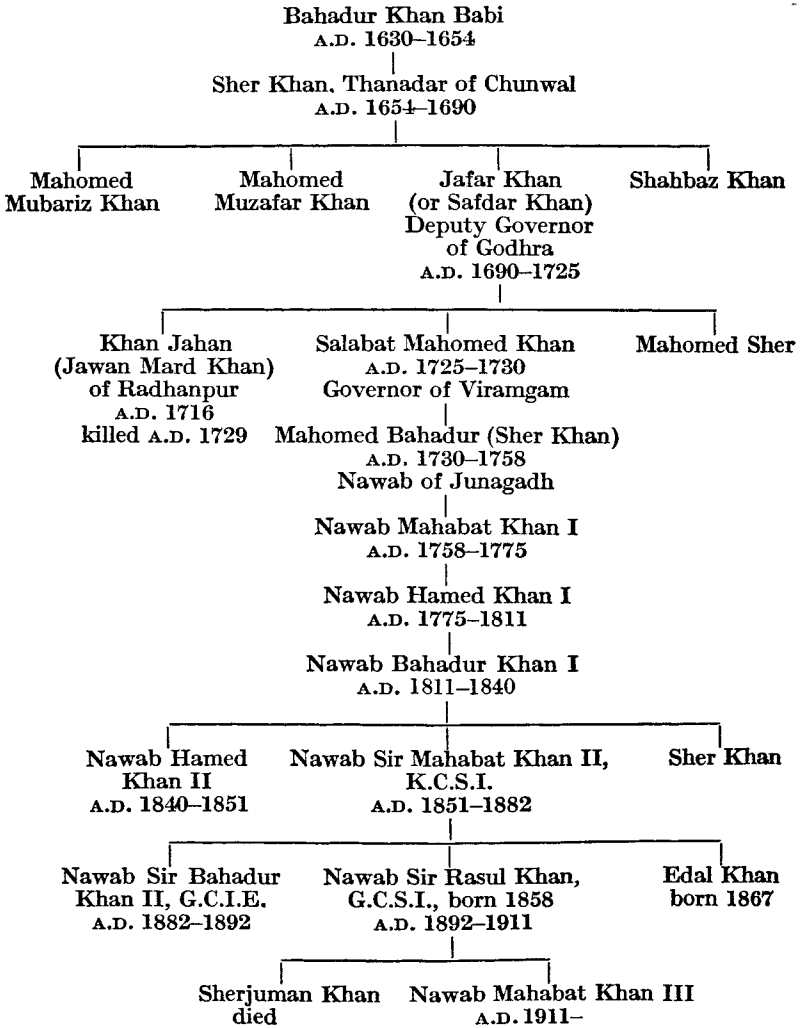 Bahadur Khan Babi
A.D. 1630–1654
Sher Khan, Thanadar of Chunwal
A.D. 1654–1690
Mahomed
Mubariz Khan
Mahomed
Muzafar Khan
Jafar Khan
(or Safdar Khan)
Deputy Governor
of Godhra
A.D. 1690–1725
Shahbaz Khan
Khan Jahan
(Jawan Mard Khan)
of Radhanpur
A.D. 1716
killed A.D. 1729
Salabat Mahomed Khan
A.D. 1725–1730
Governor of Viramgam
Mahomed Sher
Mahomed Bahadur (Sher Khan)
A.D. 1730–1758
Nawab of Junagadh
Nawab Mahabat Khan I
A.D. 1758–1775
Nawab Hamed Khan I
A.D. 1775–1811
Nawab Bahadur Khan I
A.D. 1811–1840
Nawab Hamed
Khan II
A.D. 1840–1851
Nawab Sir Mahabat Khan II,
K.C.S.I.
A.D. 1851–1882
Sher Khan
Nawab Sir Bahadur
Khan II, G.C.I.E.
A.D. 1882–1892
Nawab Sir Rasul Khan,
G.C.S.I., born 1858
A.D. 1892–1911
Edal Khan
born 1867
Sherjuman Khan
died
Nawab Mahabat Khan III
A.D. 1911–